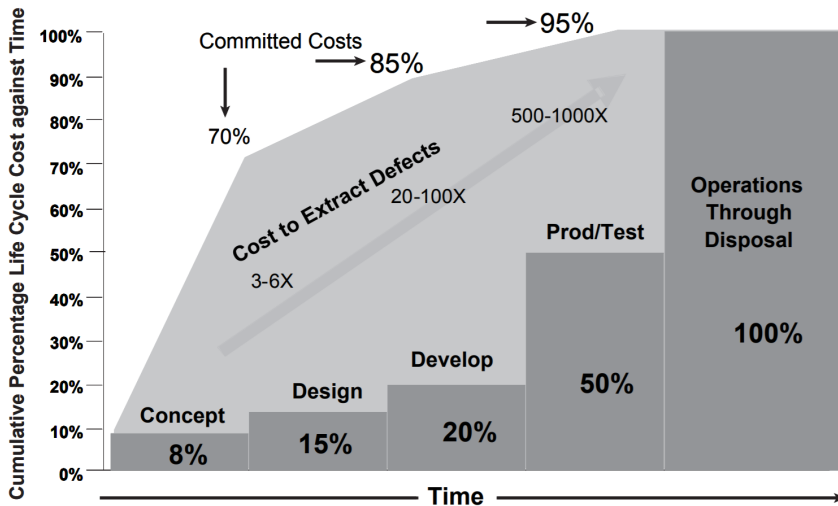 Cumulative Percentage Life Cycle Cost against Time
100%
90%
80%
70%
60%
50%
40%
30%
20%
10%
0%
Committed Costs
70%
85%
95%
Cost to Extract Defects
3-6X
20-100X
500-1000X
Concept
8%
Design
15%
Develop
20%
Prod/Test
50%
Operations
Through
Disposal
100%
Time